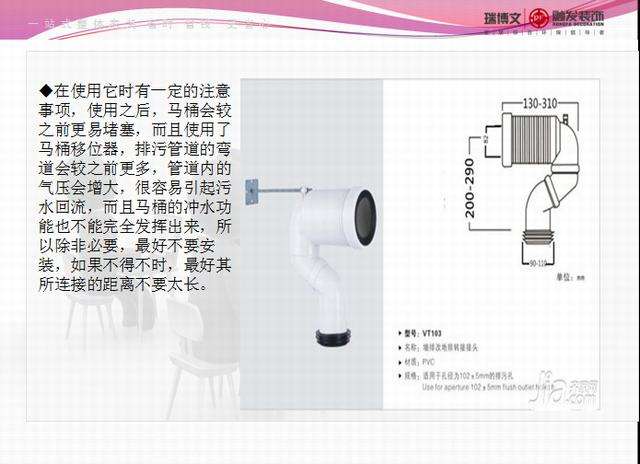 一站式整体家装 省时 省钱 更省心
瑞博文
融发装饰
RONGFA DECORATION
◆在使用它时有一定的注意
事项，使用之后，马桶会较
之前更易堵塞，而且使用了
马桶移位器，排污管道的弯
道会较之前更多，管道内的
气压会增大，很容易引起污
水回流，而且马桶的冲水功
能也不能完全发挥出来，所
以除非必要，最好不要安
装，如果不得不时，最好其
所连接的距离不要太长。
130-310
82
200-290
90-110
单位：mm
▸ 型号：VT103
▸ 名称：墙排改地排转接接头
▸ 材质：PVC
▸ 规格：适用于孔径为102±5mm的排污孔
Use for aperture 102±5mm flush outlet hole